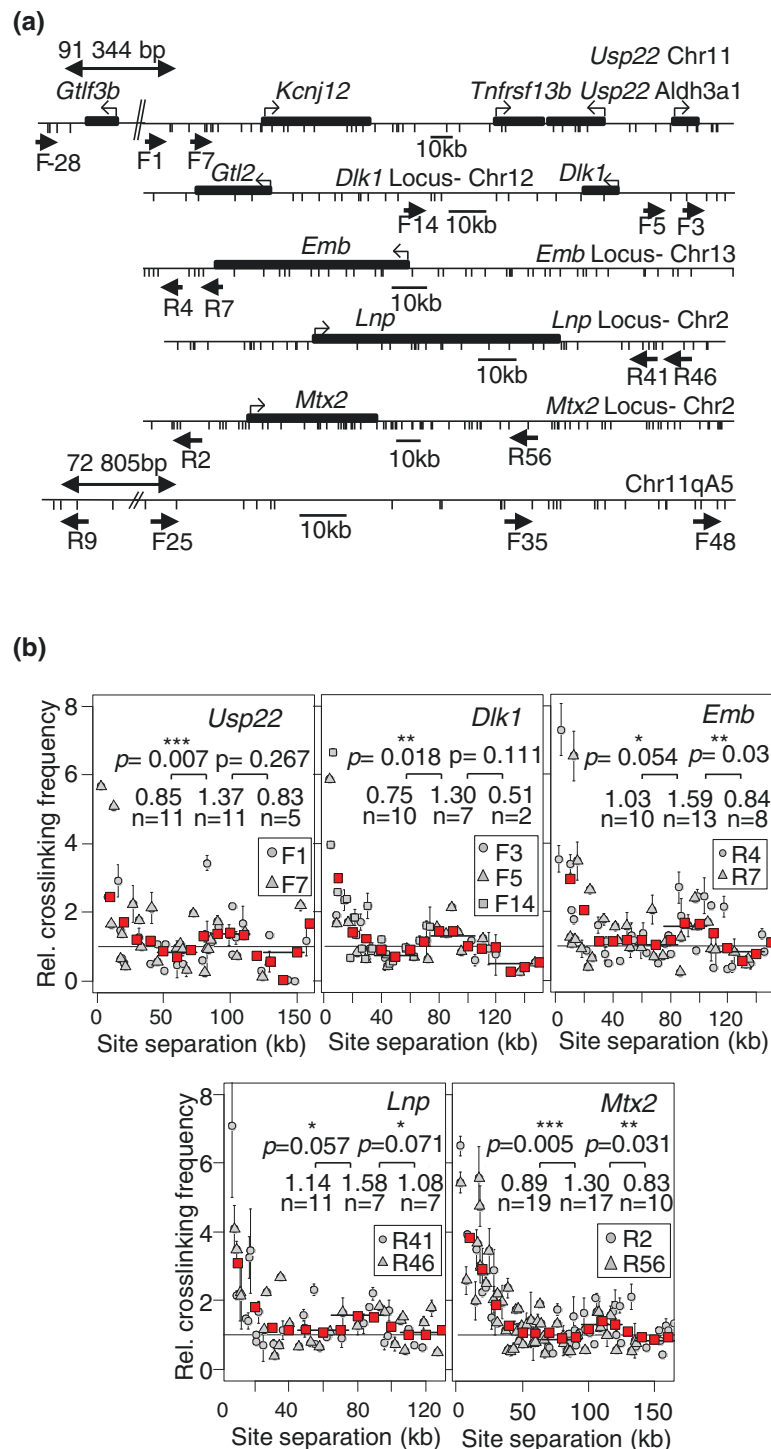 (a)
91 344 bp
Usp22 Chr11
Gtlf3b
Kcnj12
Tnfrsf13b Usp22 Aldh3a1
F-28
F1
F7
10kb
Gtl2
Dlk1 Locus- Chr12
Dlk1
F14
10kb
F5
F3
Emb
Emb Locus- Chr13
R4
R7
10kb
Lnp
Lnp Locus- Chr2
10kb
R41
R46
Mtx2
Mtx2 Locus- Chr2
R2
10kb
R56
72 805bp
Chr11qA5
R9
F25
10kb
F35
F48
(b)
Rel. crosslinking frequency
8
6
4
2
0
Usp22
***
p= 0.007 p= 0.267
0.85 1.37 0.83
n=11 n=11 n=5
F1
F7
0 50 100 150
Site separation (kb)
Dlk1
**
p= 0.018 p= 0.111
0.75 1.30 0.51
n=10 n=7 n=2
F3
F5
F14
0 40 80 140
Site separation (kb)
Emb
* **
p= 0.054 p= 0.03
1.03 1.59 0.84
n=10 n=13 n=8
R4
R7
0 40 80 120
Site separation (kb)
Rel. crosslinking frequency
8
6
4
2
0
Lnp
* *
p=0.057 p=0.071
1.14 1.58 1.08
n=11 n=7 n=7
R41
R46
0 40 80 120
Site separation (kb)
Mtx2
*** **
p=0.005 p=0.031
0.89 1.30 0.83
n=19 n=17 n=10
R2
R56
0 50 100 150
Site separation (kb)